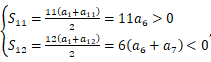 S₁₁ = 11(a₁+a₁₁)/2 = 11a₆ > 0
S₁₂ = 12(a₁+a₁₂)/2 = 6(a₆ + a₇) < 0,